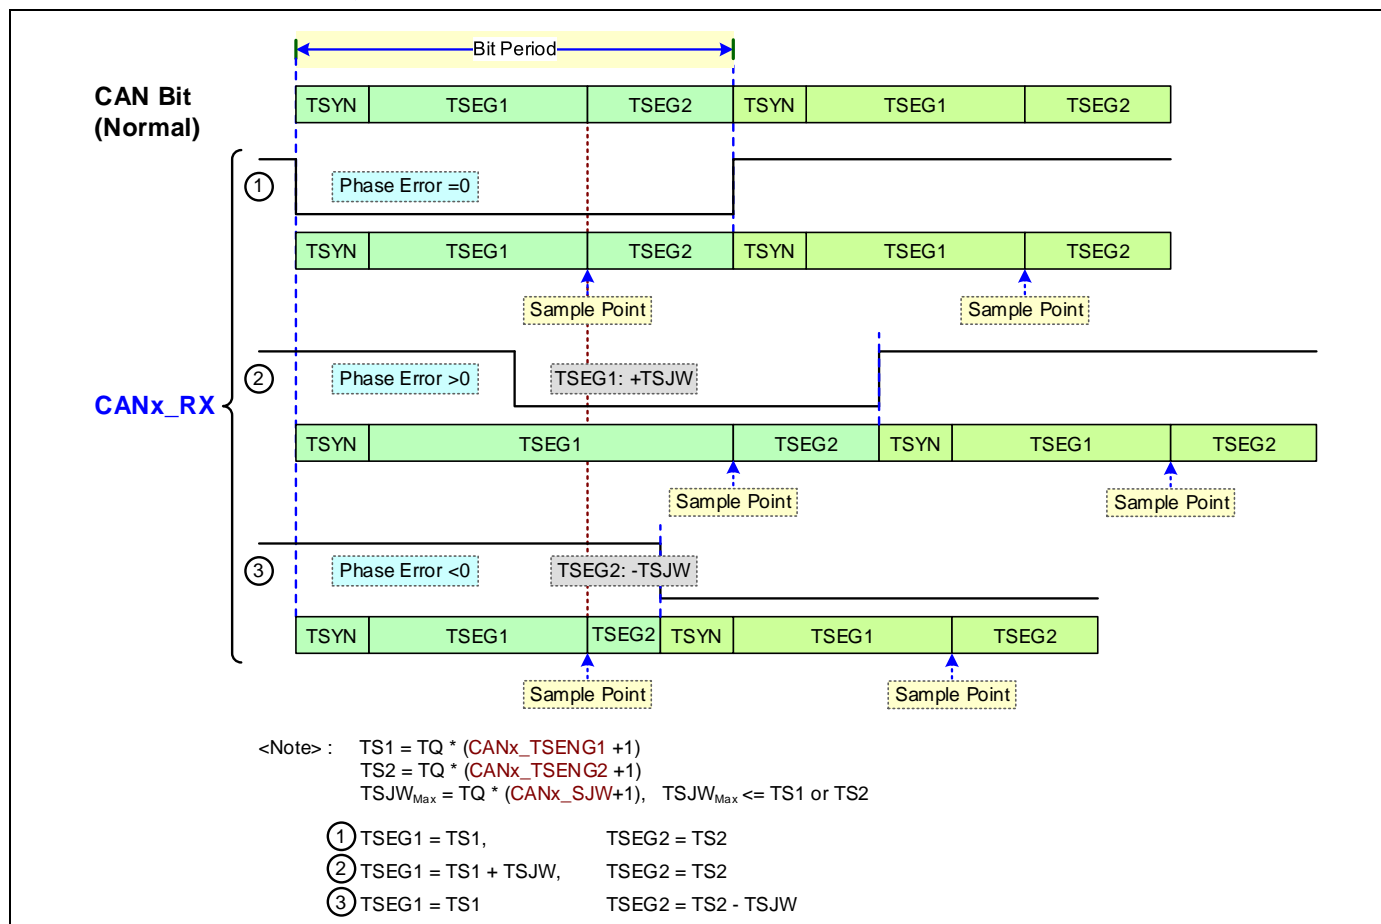 Bit Period
CAN Bit
(Normal)
TSYN TSEG1 TSEG2 TSYN TSEG1 TSEG2
CANx_RX
1 Phase Error =0
TSYN TSEG1 TSEG2 TSYN TSEG1 TSEG2
Sample Point Sample Point
2 Phase Error >0 TSEG1: +TSJW
TSYN TSEG1 TSEG2 TSYN TSEG1 TSEG2
Sample Point Sample Point
3 Phase Error <0 TSEG2: -TSJW
TSYN TSEG1 TSEG2 TSYN TSEG1 TSEG2
Sample Point Sample Point
<Note> : TS1 = TQ * (CANx_TSENG1 +1)
TS2 = TQ * (CANx_TSENG2 +1)
TSJWMax = TQ * (CANx_SJW+1), TSJWMax <= TS1 or TS2
1 TSEG1 = TS1, TSEG2 = TS2
2 TSEG1 = TS1 + TSJW, TSEG2 = TS2
3 TSEG1 = TS1 TSEG2 = TS2 - TSJW